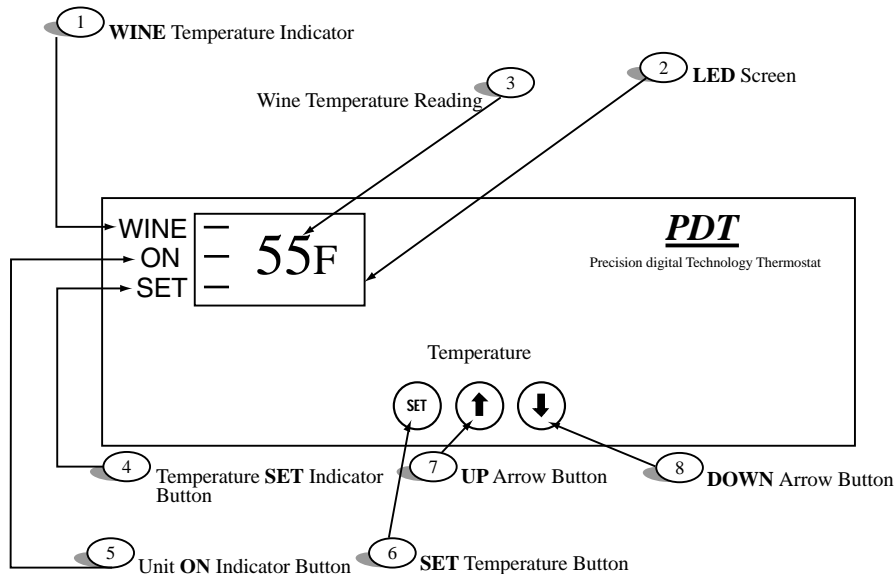 1 WINE Temperature Indicator
2 LED Screen
3
Wine Temperature Reading
WINE
ON
SET
55F
PDT
Precision digital Technology Thermostat
Temperature
SET
4 Temperature SET Indicator
Button
7 UP Arrow Button
8 DOWN Arrow Button
5 Unit ON Indicator Button
6 SET Temperature Button